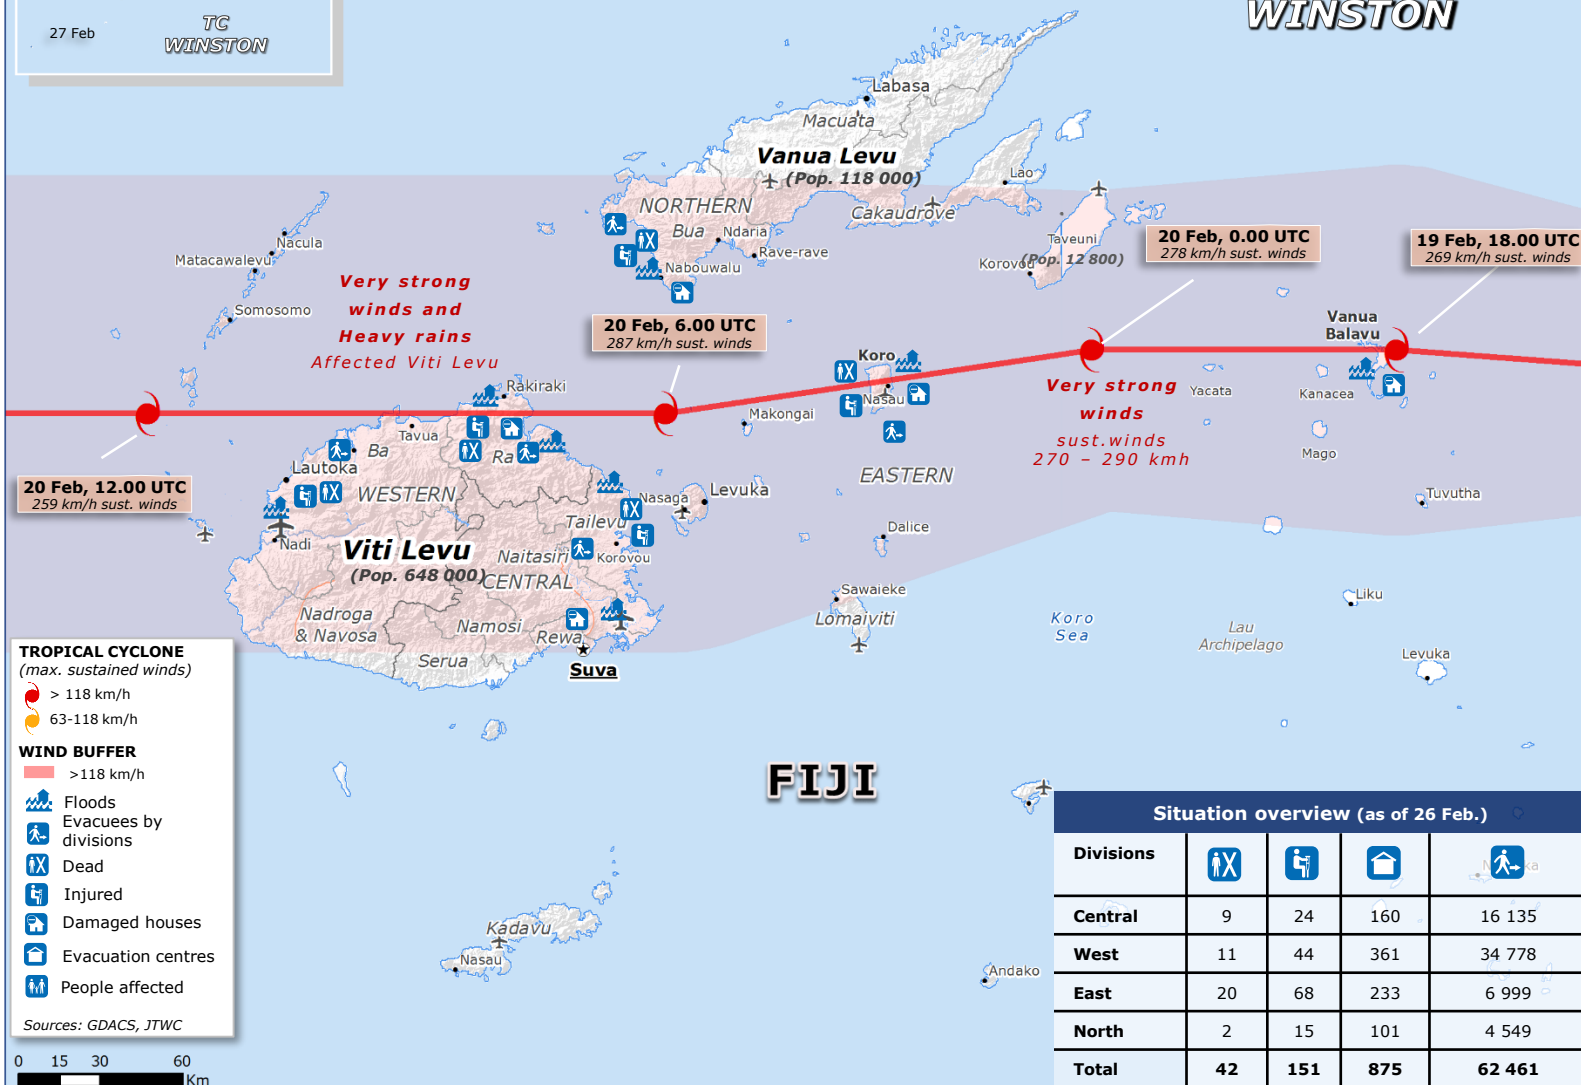 27 Feb
TC
WINSTON
WINSTON
Labasa
Macuata
Vanua Levu
(Pop. 118 000)
Lao
NORTHERN
Cakaudrove
Bua
Ndaria
Rave-rave
Nabouwalu
Taveuni
(Pop. 12 800)
Korovou
20 Feb, 0.00 UTC
278 km/h sust. winds
19 Feb, 18.00 UTC
269 km/h sust. winds
Nacula
Matacawalevu
Somosomo
Very strong
winds and
Heavy rains
Affected Viti Levu
20 Feb, 6.00 UTC
287 km/h sust. winds
Vanua
Balavu
Koro
Nasau
Very strong
winds
sust.winds
270 – 290 kmh
Yacata
Kanacea
Mago
Rakiraki
Makongai
Tavua
Ba
Ra
Lautoka
20 Feb, 12.00 UTC
259 km/h sust. winds
WESTERN
EASTERN
Nasaga
Levuka
Tuvutha
Tailevu
Dalice
Nadi
Viti Levu
(Pop. 648 000)
Naitasiri
Korovou
CENTRAL
Sawaieke
Lomaiviti
Koro
Sea
Liku
Lau
Archipelago
Levuka
Nadroga
& Navosa
Namosi
Rewa
Serua
Suva
TROPICAL CYCLONE
(max. sustained winds)
> 118 km/h
63-118 km/h
WIND BUFFER
>118 km/h
Floods
Evacuees by
divisions
Dead
Injured
Damaged houses
Evacuation centres
People affected
Sources: GDACS, JTWC
0 15 30 60
Km
FIJI
Kadavu
Nasau
Andako
Situation overview (as of 26 Feb.)
Divisions
Central 9 24 160 16 135
West 11 44 361 34 778
East 20 68 233 6 999
North 2 15 101 4 549
Total 42 151 875 62 461